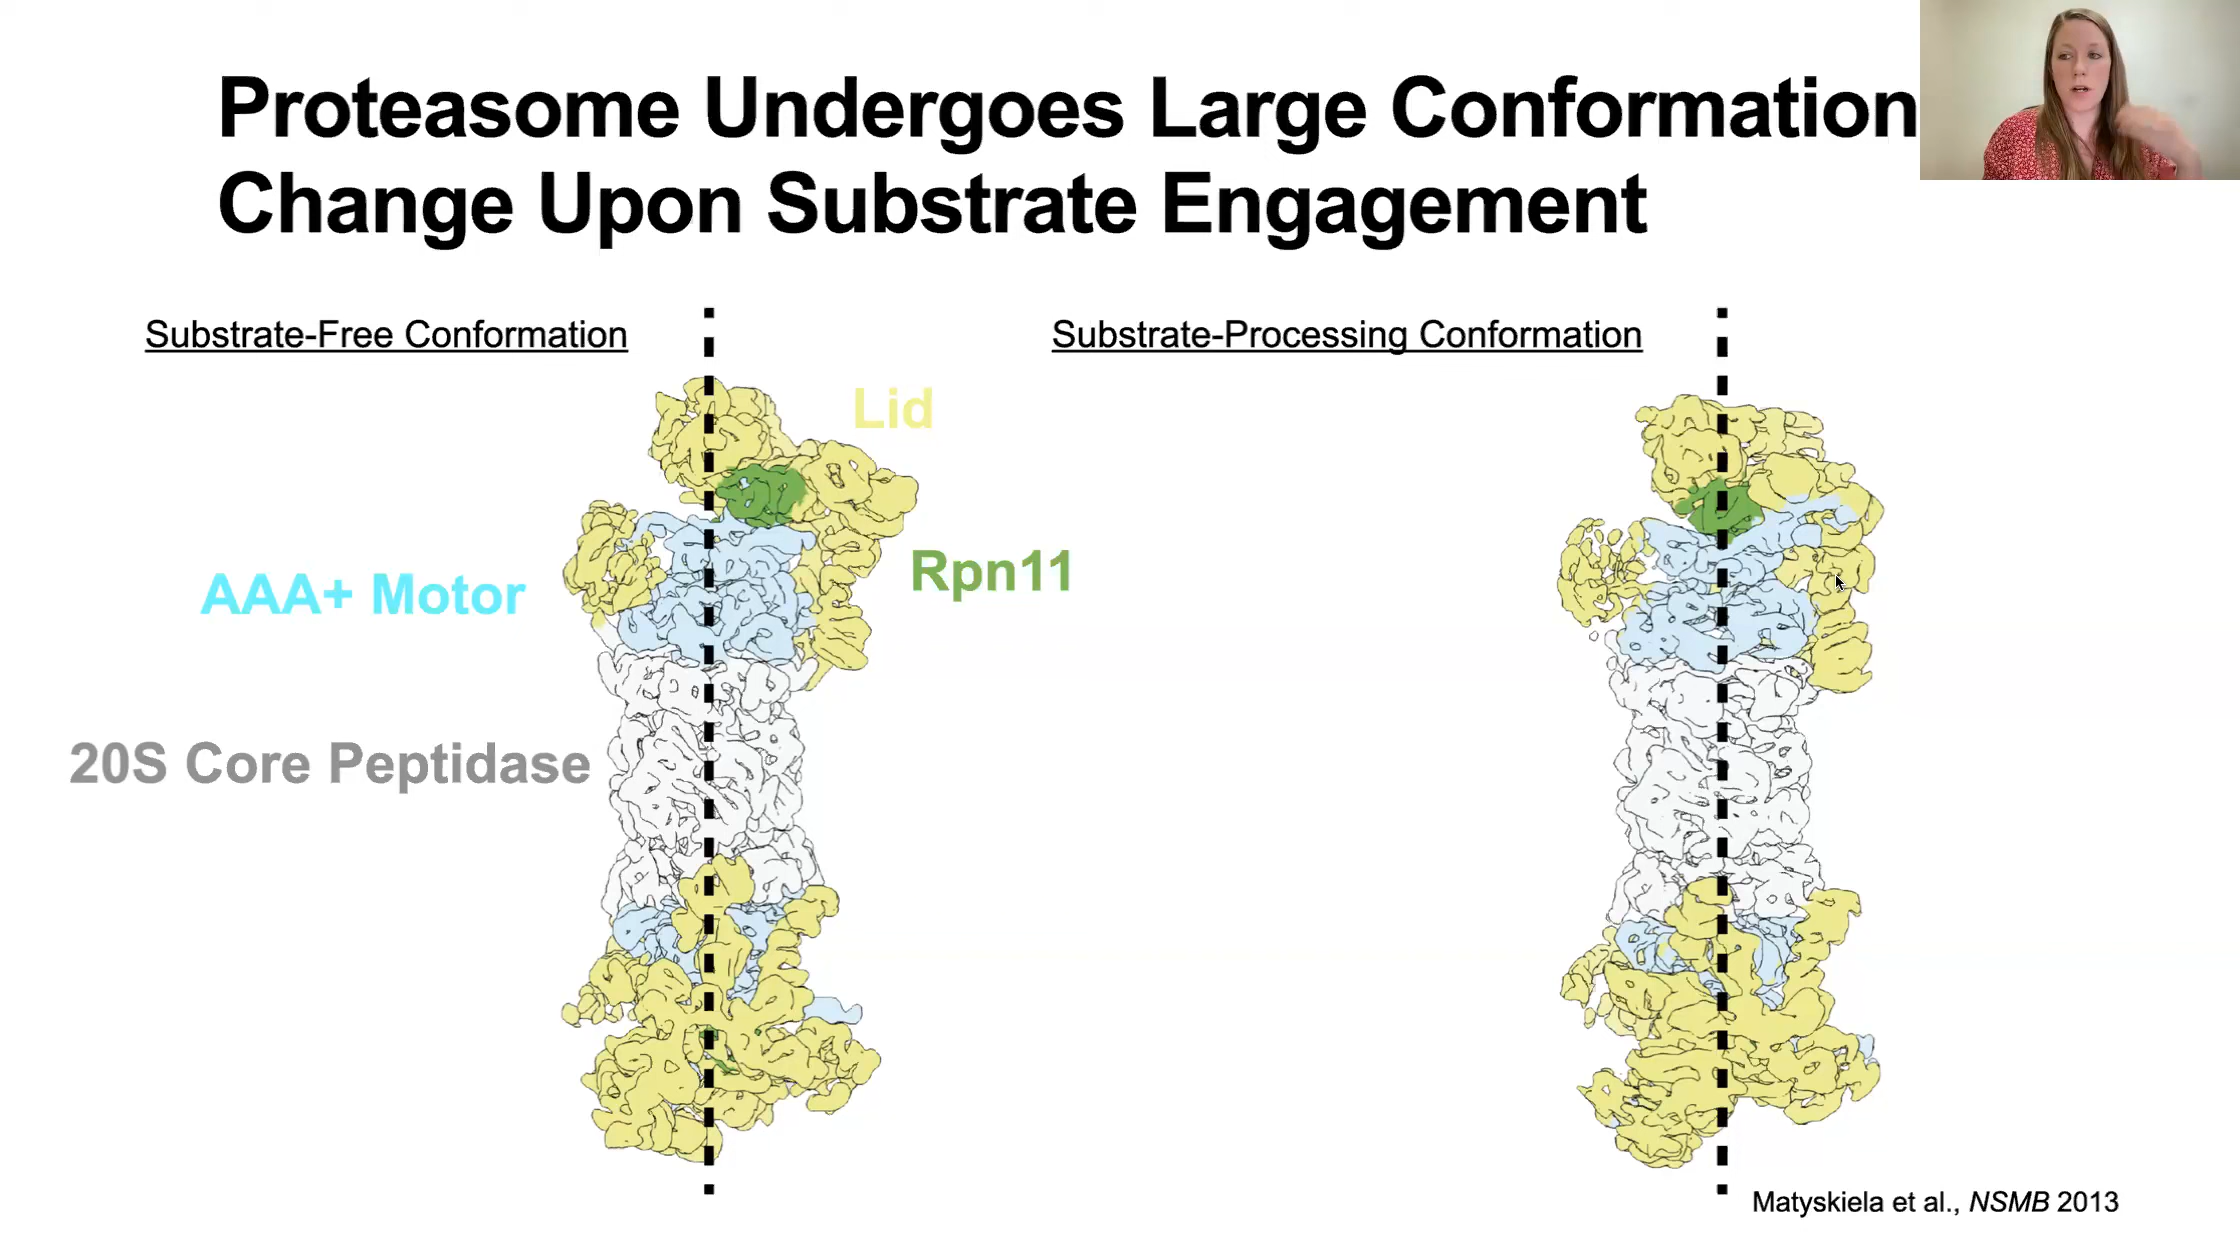 Proteasome Undergoes Large Conformation
Change Upon Substrate Engagement
Substrate-Free Conformation
Substrate-Processing Conformation
Lid
Rpn11
AAA+ Motor
20S Core Peptidase
Matyskiela et al., NSMB 2013